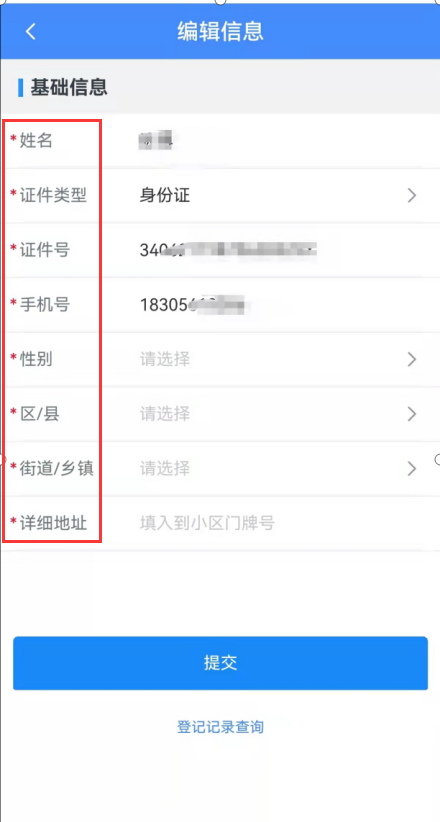 编辑信息
基础信息
*姓名
*证件类型 身份证
*证件号 340
*手机号 18305
*性别 请选择
*区/县 请选择
*街道/乡镇 请选择
*详细地址 填入到小区门牌号
提交
登记记录查询